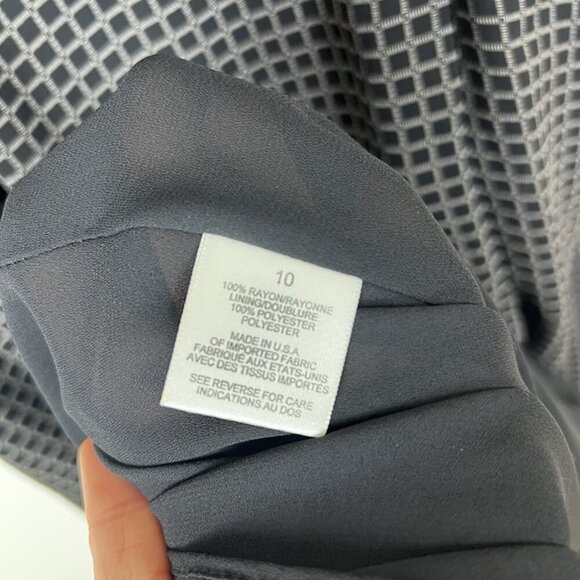 10
100% RAYON/RAYONNE
LINING/DOUBLURE
100% POLYESTER
POLYESTER
MADE IN U.S.A
OF IMPORTED FABRIC
FABRIQUÉ AUX ETATS-UNIS
AVEC DES TISSUS IMPORTES
SEE REVERSE FOR CARE
INDICATIONS AU DOS